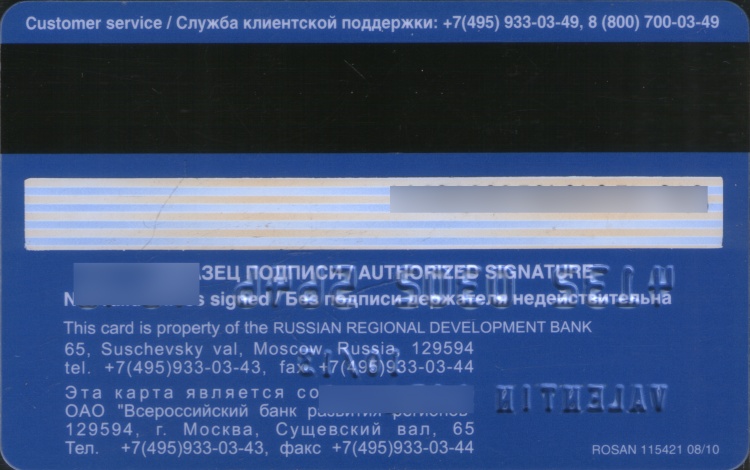 Customer service / Служба клиентской поддержки: +7(495) 933-03-49, 8 (800) 700-03-49
ПОДПИСИ / AUTHORIZED SIGNATURE
signed / Без подписи держателя недействительна
This card is property of the RUSSIAN REGIONAL DEVELOPMENT BANK
65, Suschevsky val, Moscow, Russia, 129594
tel. +7(495)933-03-43, fax +7(495)933-03-44
Эта карта является
ОАО "Всероссийский банк развития регионов"
129594, г. Москва, Сущевский вал, 65
Тел. +7(495)933-03-43, факс +7(495)933-03-44
VALENTIN
ROSAN 115421 08/10